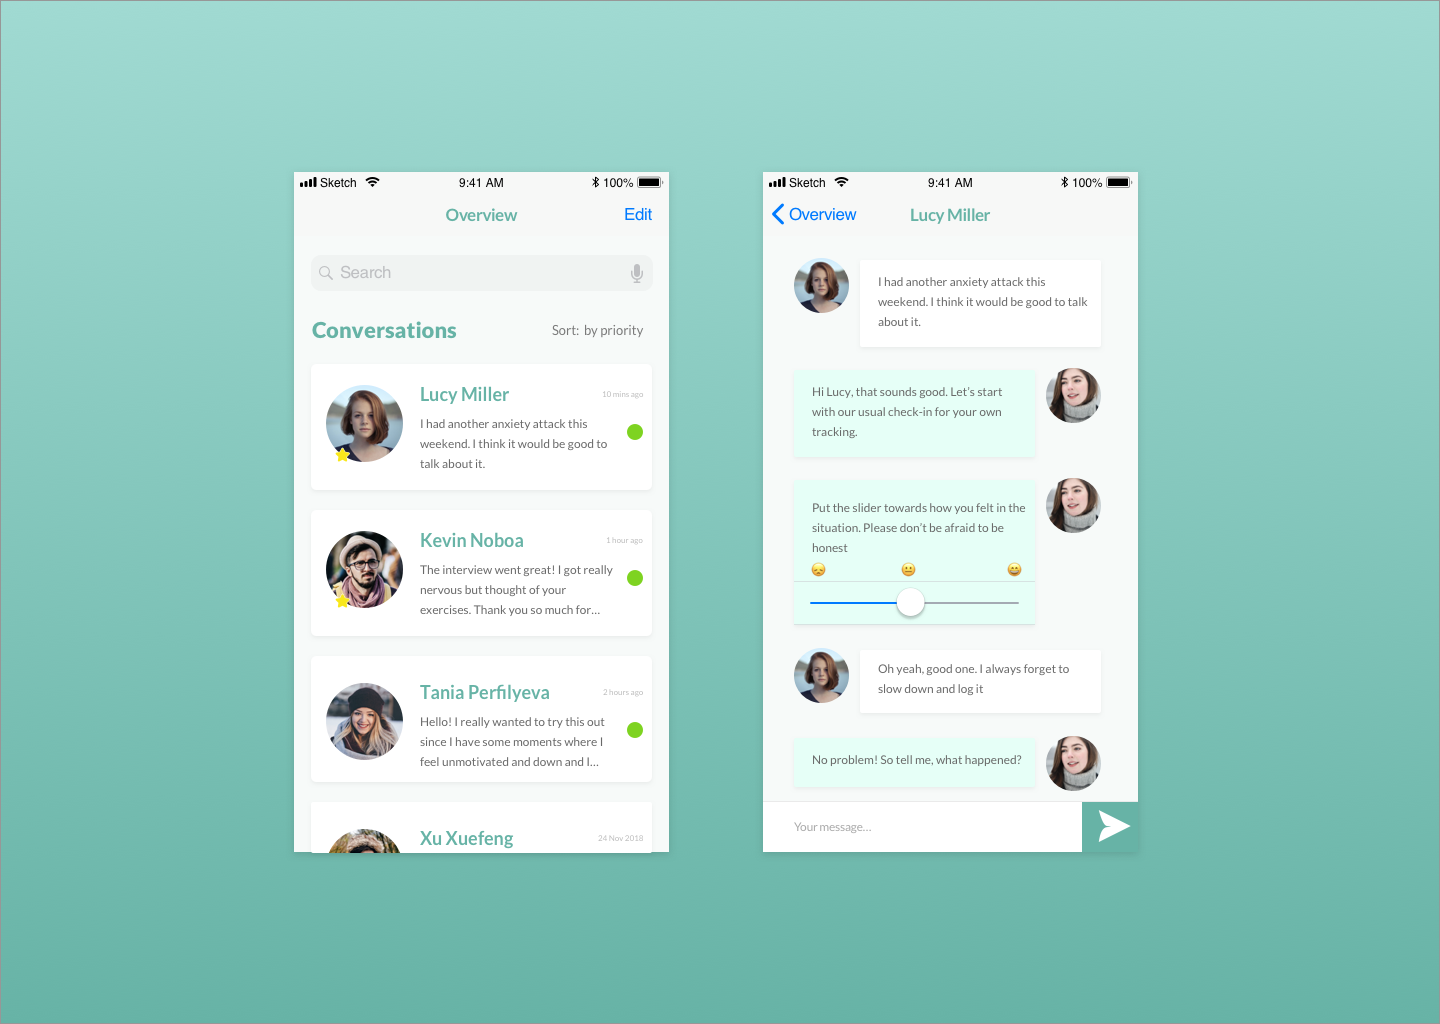 Sketch 9:41 AM 100%
Overview Edit
Search
Conversations Sort: by priority
Lucy Miller 10 mins ago
I had another anxiety attack this
weekend. I think it would be good to
talk about it.
Kevin Noboa 1 hour ago
The interview went great! I got really
nervous but thought of your
exercises. Thank you so much for...
Tania Perfilyeva 2 hours ago
Hello! I really wanted to try this out
since I have some moments where I
feel unmotivated and down and I...
Xu Xuefeng 24 Nov 2018
Sketch 9:41 AM 100%
Overview Lucy Miller
I had another anxiety attack this
weekend. I think it would be good to talk
about it.
Hi Lucy, that sounds good. Let's start
with our usual check-in for your own
tracking.
Put the slider towards how you felt in the
situation. Please don't be afraid to be
honest
Oh yeah, good one. I always forget to
slow down and log it
No problem! So tell me, what happened?
Your message...